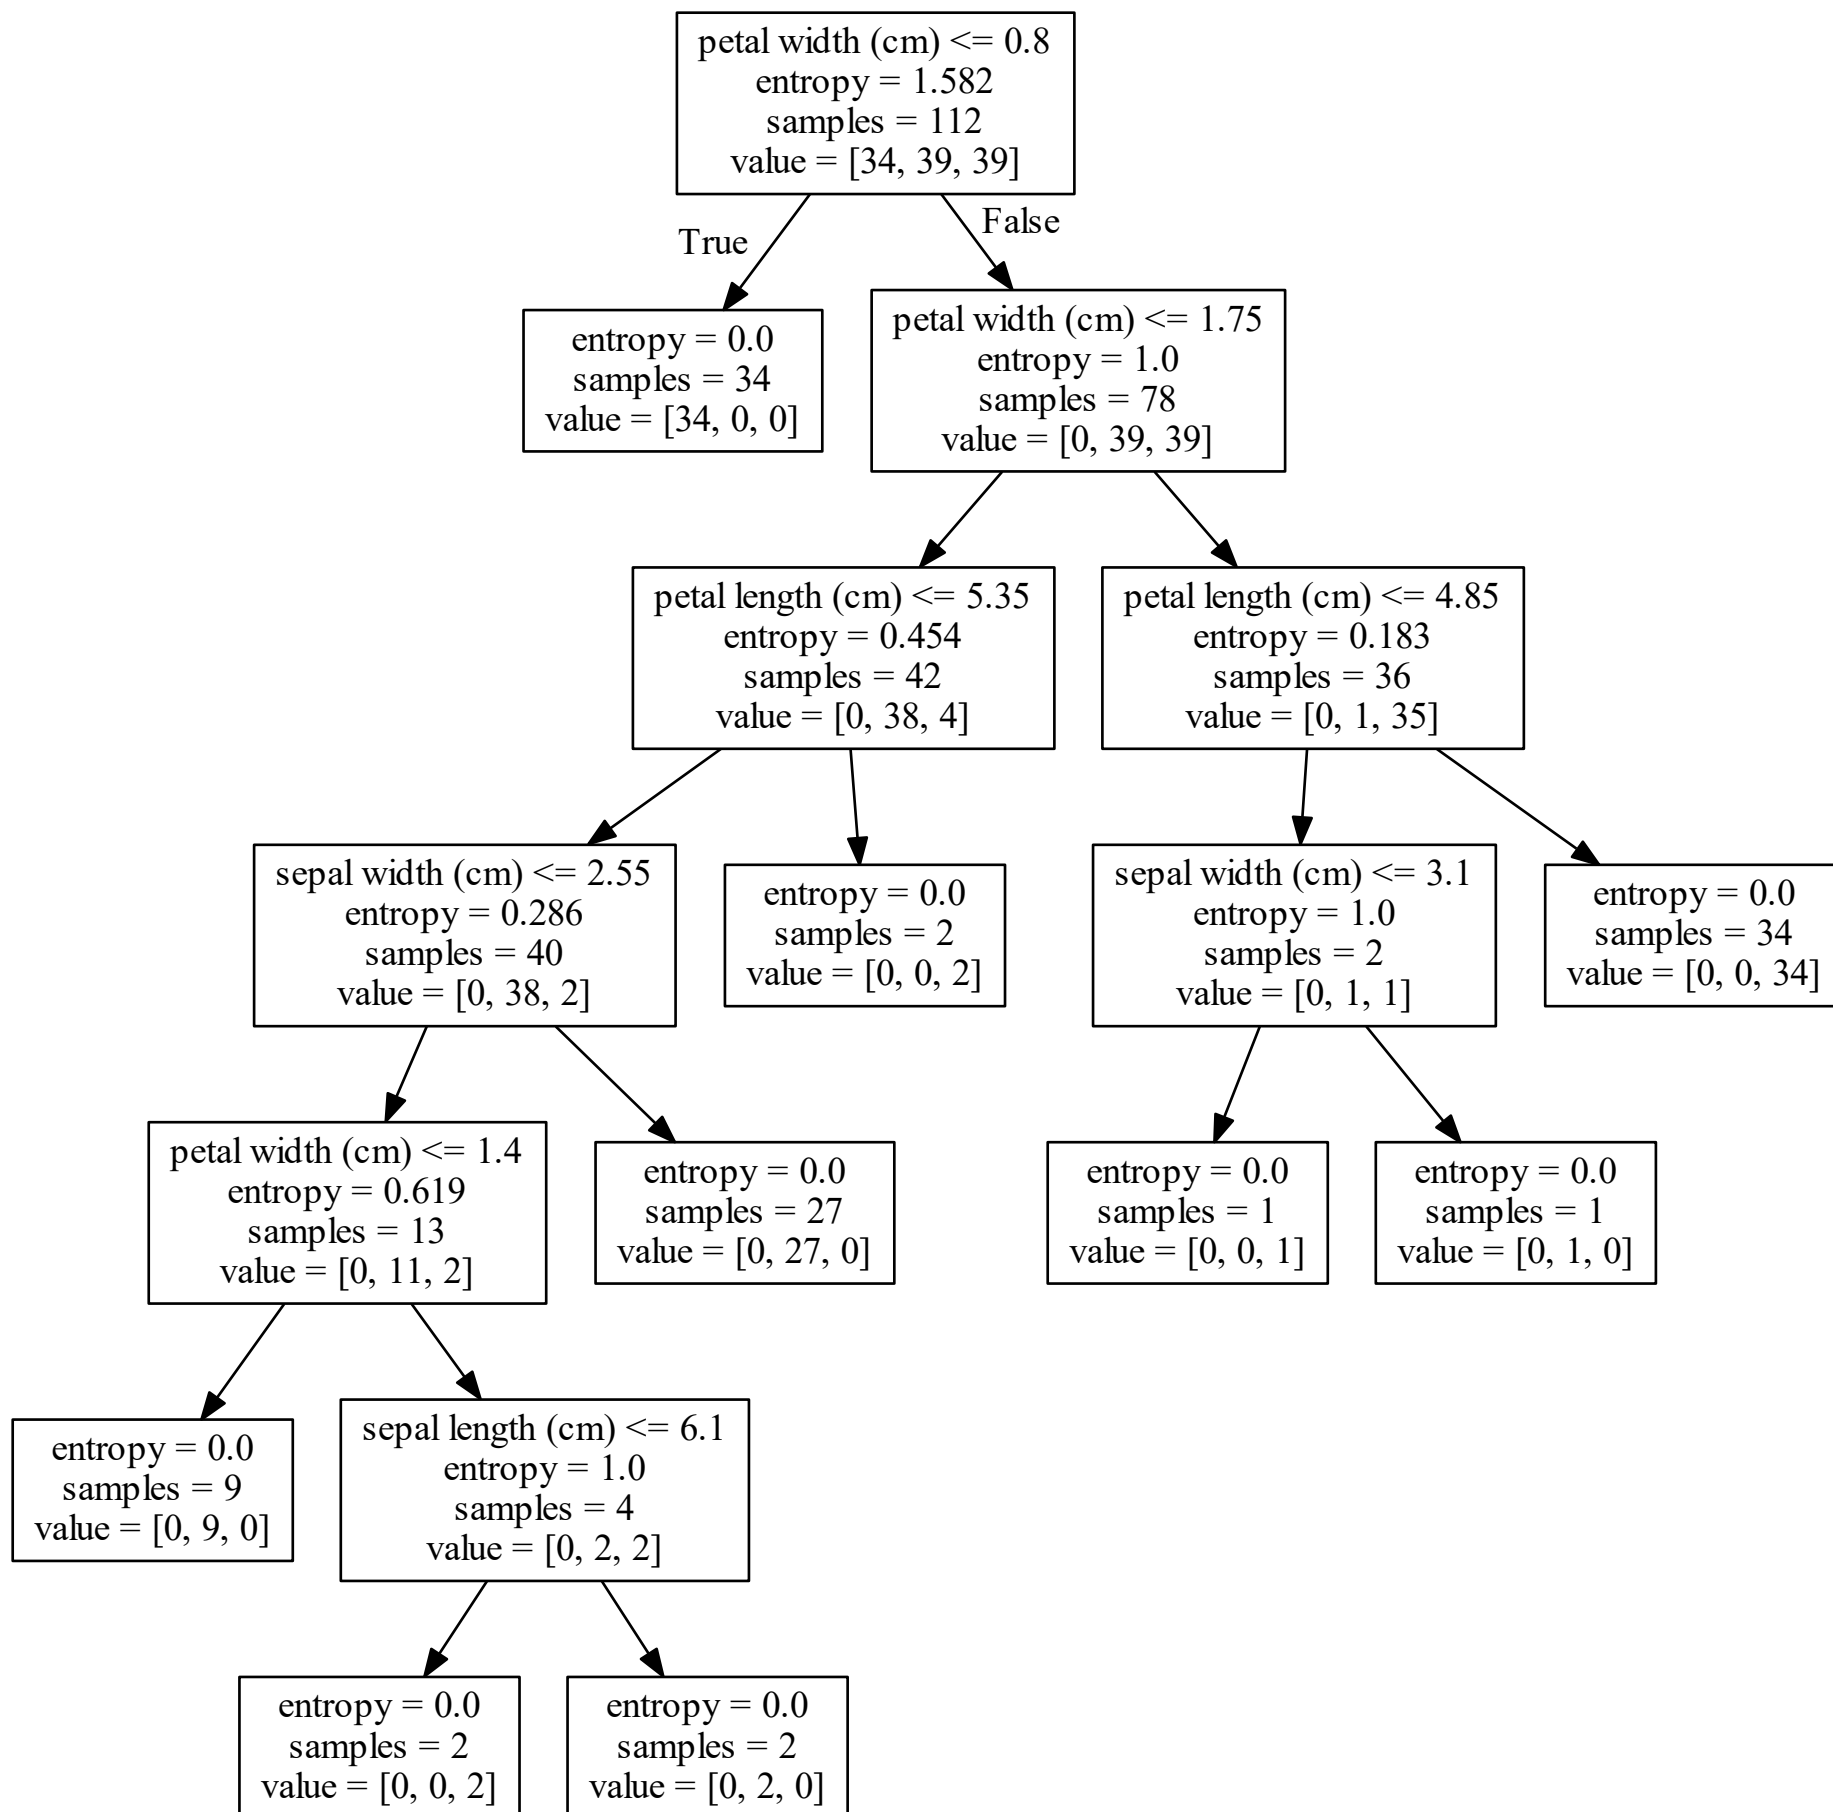 petal width (cm) <= 0.8
entropy = 1.582
samples = 112
value = [34, 39, 39]
True
False
entropy = 0.0
samples = 34
value = [34, 0, 0]
petal width (cm) <= 1.75
entropy = 1.0
samples = 78
value = [0, 39, 39]
petal length (cm) <= 5.35
entropy = 0.454
samples = 42
value = [0, 38, 4]
petal length (cm) <= 4.85
entropy = 0.183
samples = 36
value = [0, 1, 35]
sepal width (cm) <= 2.55
entropy = 0.286
samples = 40
value = [0, 38, 2]
entropy = 0.0
samples = 2
value = [0, 0, 2]
sepal width (cm) <= 3.1
entropy = 1.0
samples = 2
value = [0, 1, 1]
entropy = 0.0
samples = 34
value = [0, 0, 34]
petal width (cm) <= 1.4
entropy = 0.619
samples = 13
value = [0, 11, 2]
entropy = 0.0
samples = 27
value = [0, 27, 0]
entropy = 0.0
samples = 1
value = [0, 0, 1]
entropy = 0.0
samples = 1
value = [0, 1, 0]
entropy = 0.0
samples = 9
value = [0, 9, 0]
sepal length (cm) <= 6.1
entropy = 1.0
samples = 4
value = [0, 2, 2]
entropy = 0.0
samples = 2
value = [0, 0, 2]
entropy = 0.0
samples = 2
value = [0, 2, 0]